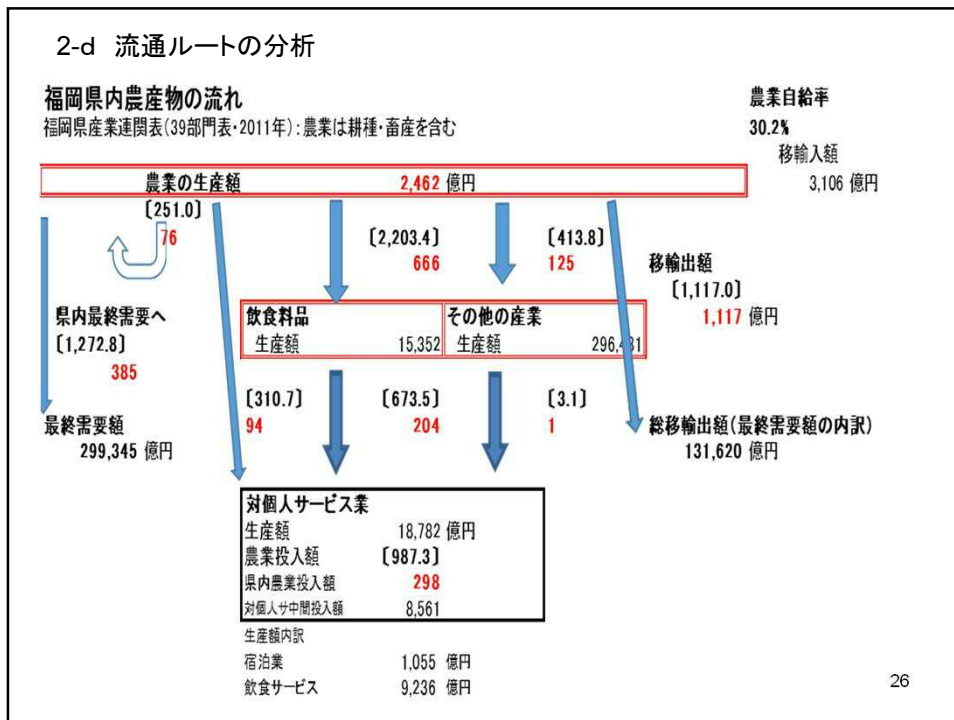 2-d 流通ルートの分析
福岡県内農産物の流れ
福岡県産業連関表(39部門表・2011年):農業は耕種・畜産を含む
農業自給率
30.2%
移輸入額
3,106 億円
農業の生産額 2,462 億円
〔251.0〕
76
〔2,203.4〕
666
〔413.8〕
125
移輸出額
〔1,117.0〕
1,117 億円
県内最終需要へ
〔1,272.8〕
385
飲食料品
生産額 15,352
その他の産業
生産額 296,431
〔310.7〕
94
〔673.5〕
204
〔3.1〕
1
最終需要額
299,345 億円
総移輸出額(最終需要額の内訳)
131,620 億円
対個人サービス業
生産額 18,782 億円
農業投入額 〔987.3〕
県内農業投入額 298
対個人サ中間投入額 8,561
生産額内訳
宿泊業 1,055 億円
飲食サービス 9,236 億円
26